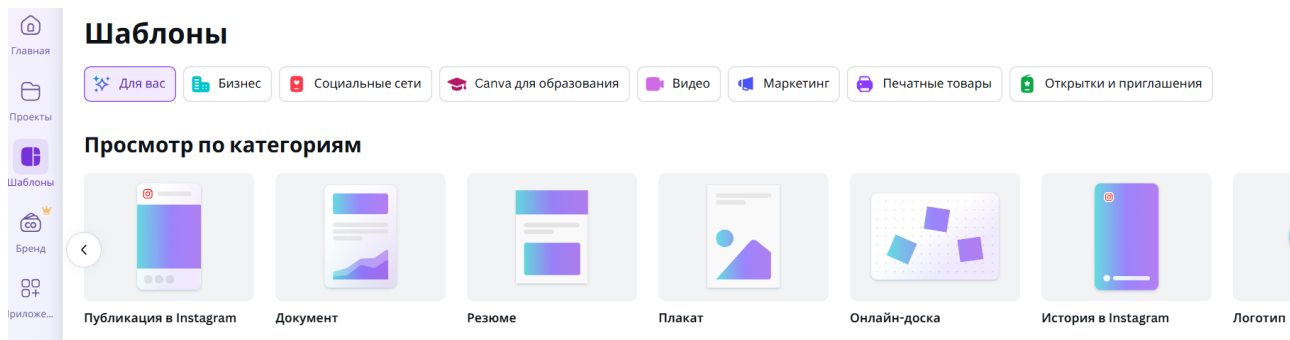 Главная
Проекты
Шаблоны
Бренд
Шаблоны
Для вас
Бизнес
Социальные сети
Canva для образования
Видео
Маркетинг
Печатные товары
Открытки и приглашения
Просмотр по категориям
Публикация в Instagram
Документ
Резюме
Плакат
Онлайн-доска
История в Instagram
Логотип